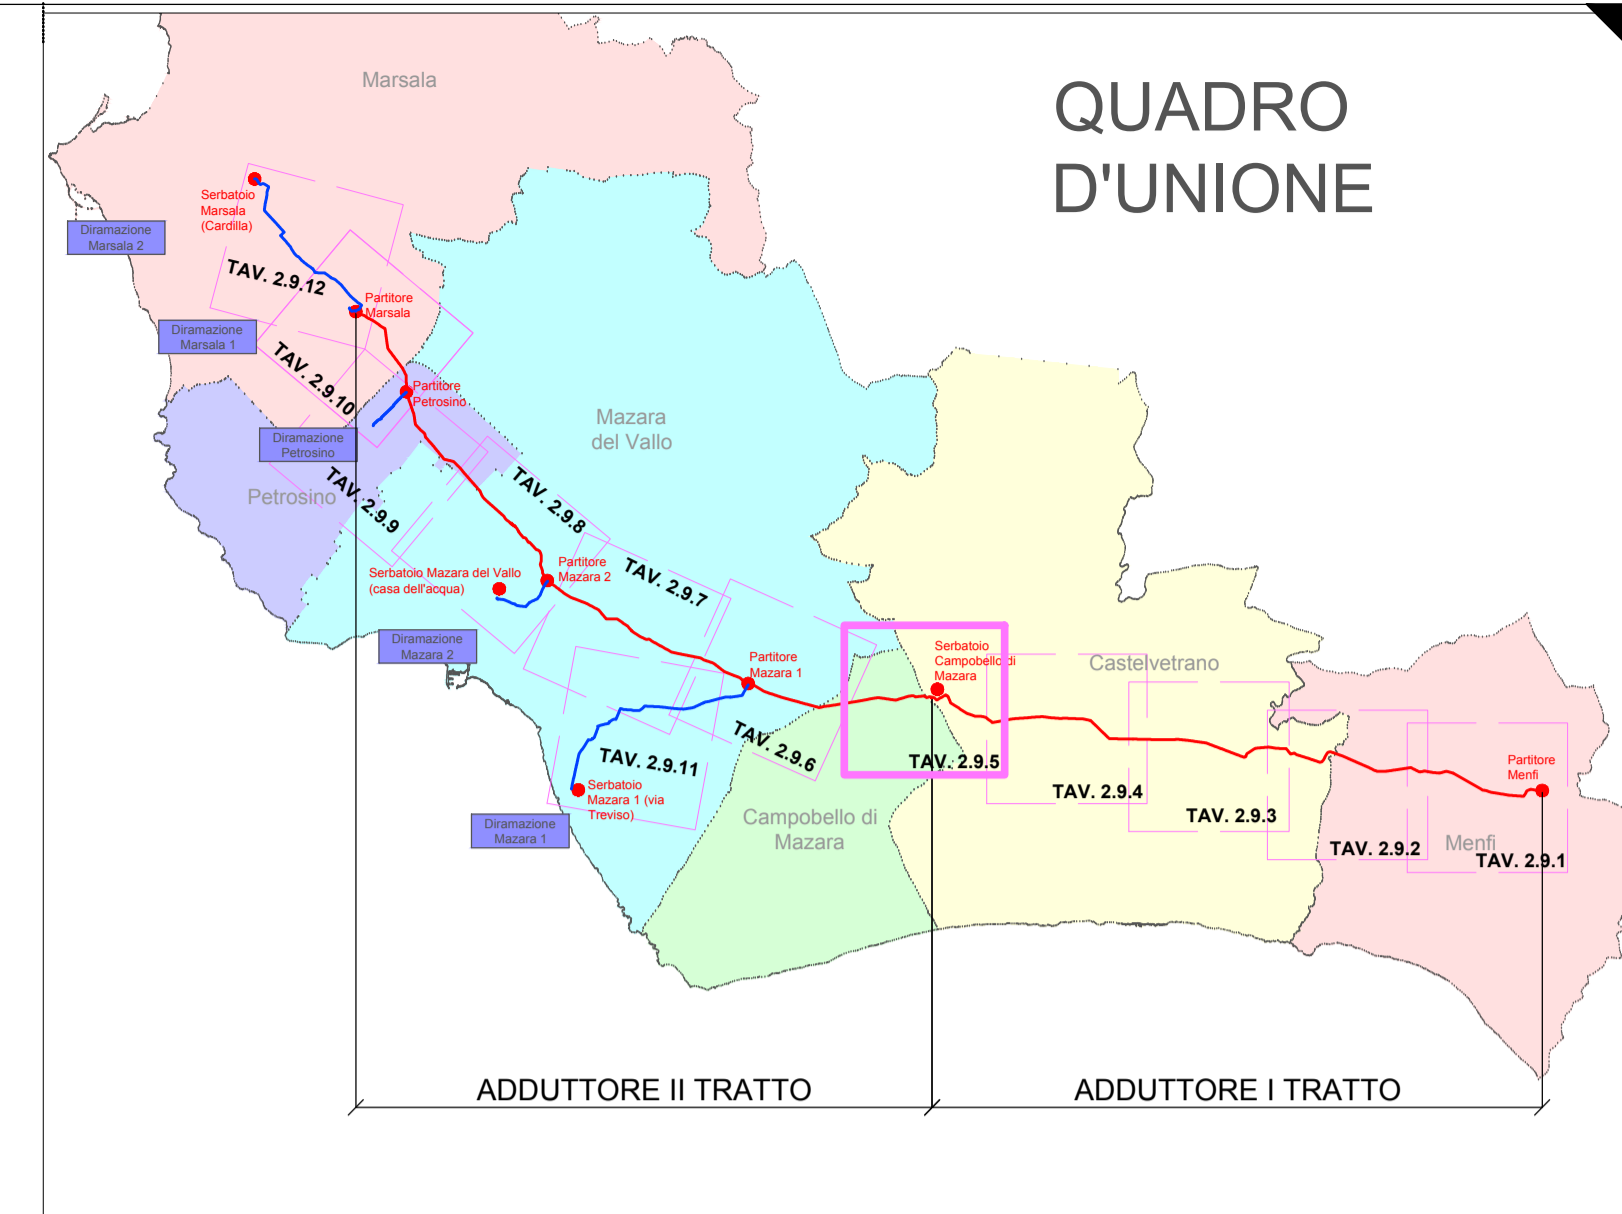 Marsala
QUADRO
D'UNIONE
Serbatoio
Marsala
(Cardilla)
Diramazione
Marsala 2
TAV. 2.9.12
Partitore
Marsala
Diramazione
Marsala 1
TAV. 2.9.10
Partitore
Petrosino
Mazara
del Vallo
Diramazione
Petrosino
Petrosino
TAV. 2.9.9
TAV. 2.9.8
Partitore
Mazara 2
Serbatoio Mazara del Vallo
(casa dell'acqua)
TAV. 2.9.7
Diramazione
Mazara 2
Partitore
Mazara 1
Serbatoio
Campobello di
Mazara
Castelvetrano
TAV. 2.9.6
TAV. 2.9.11
TAV. 2.9.5
Serbatoio
Mazara 1 (via
Treviso)
TAV. 2.9.4
TAV. 2.9.3
Partitore
Menfi
Diramazione
Mazara 1
Campobello di
Mazara
TAV. 2.9.2
Menfi
TAV. 2.9.1
ADDUTTORE II TRATTO
ADDUTTORE I TRATTO